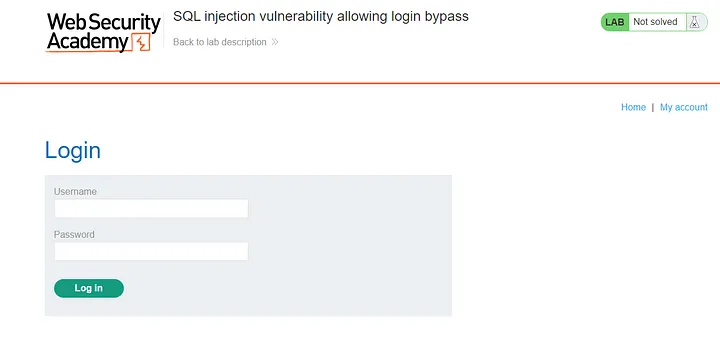 Web Security
Academy
SQL injection vulnerability allowing login bypass
Back to lab description
LAB Not solved
Home | My account
Login
Username
Password
Log in